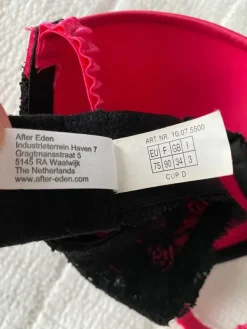 After Eden
Industrieterrein Haven 7
Gragtmansstraat 5
5145 RA Waalwijk
The Netherlands
www.after-eden.com
ART. NR. 10.07.5500
EU F GB I
75 90 34 3
CUP D